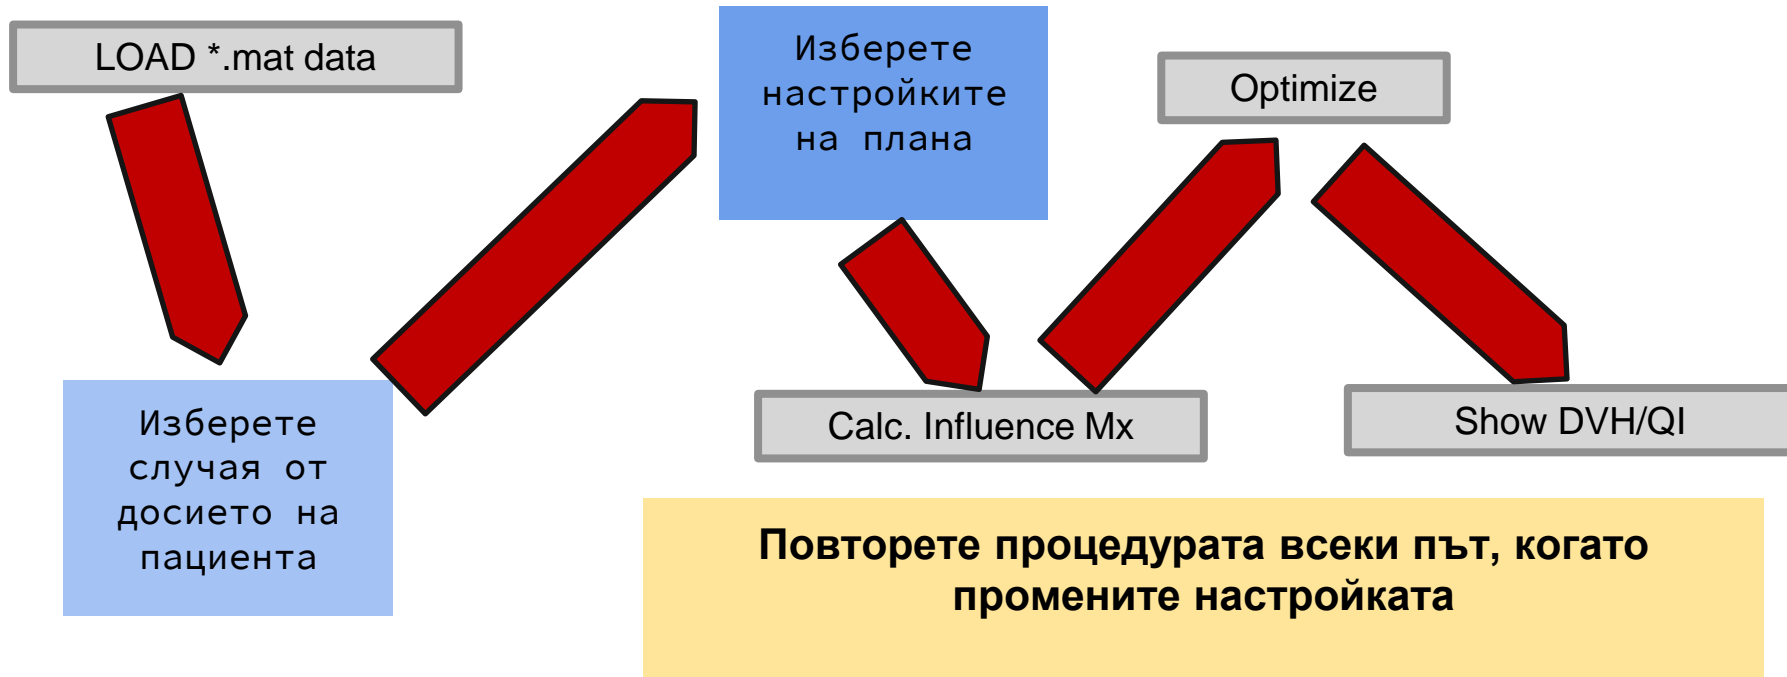 LOAD *.mat data
Изберете
случая от
досието на
пациента
Изберете
настройките
на плана
Calc. Influence Mx
Optimize
Show DVH/QI
Повторете процедурата всеки път, когато
промените настройката